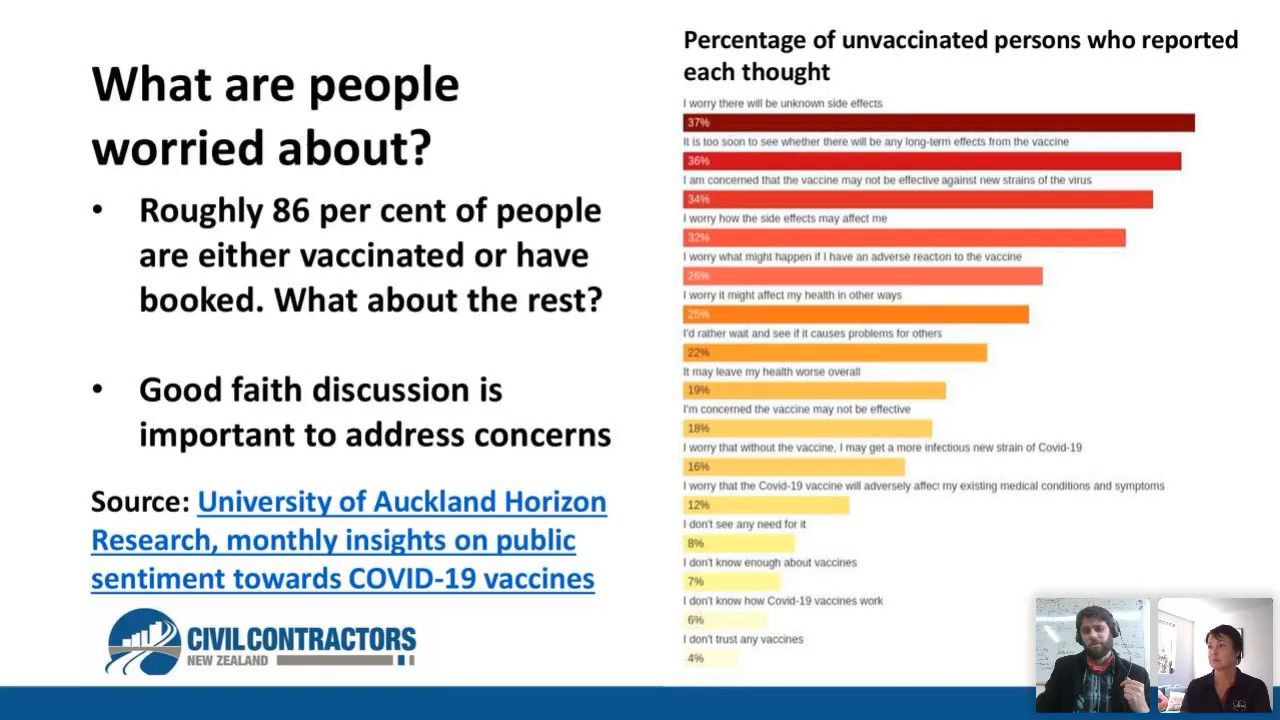 What are people
worried about?
• Roughly 86 per cent of people
are either vaccinated or have
booked. What about the rest?
• Good faith discussion is
important to address concerns
Source: University of Auckland Horizon
Research, monthly insights on public
sentiment towards COVID-19 vaccines
CIVIL CONTRACTORS
NEW ZEALAND
Percentage of unvaccinated persons who reported
each thought
I worry there will be unknown side effects
37%
It is too soon to see whether there will be any long-term effects from the vaccine
36%
I am concerned that the vaccine may not be effective against new strains of the virus
34%
I worry how the side effects may affect me
32%
I worry what might happen if I have an adverse reacton to the vaccine
26%
I worry it might affect my health in other ways
25%
I'd rather wait and see if it causes problems for others
22%
It may leave my health worse overall
19%
I'm concerned the vaccine may not be effective
18%
I worry that without the vaccine, I may get a more infectious new strain of Covid-19
16%
I worry that the Covid-19 vaccine will adversely affect my existing medical conditions and symptoms
12%
I don't see any need for it
8%
I don't know enough about vaccines
7%
I don't know how Covid-19 vaccines work
6%
I don't trust any vaccines
4%